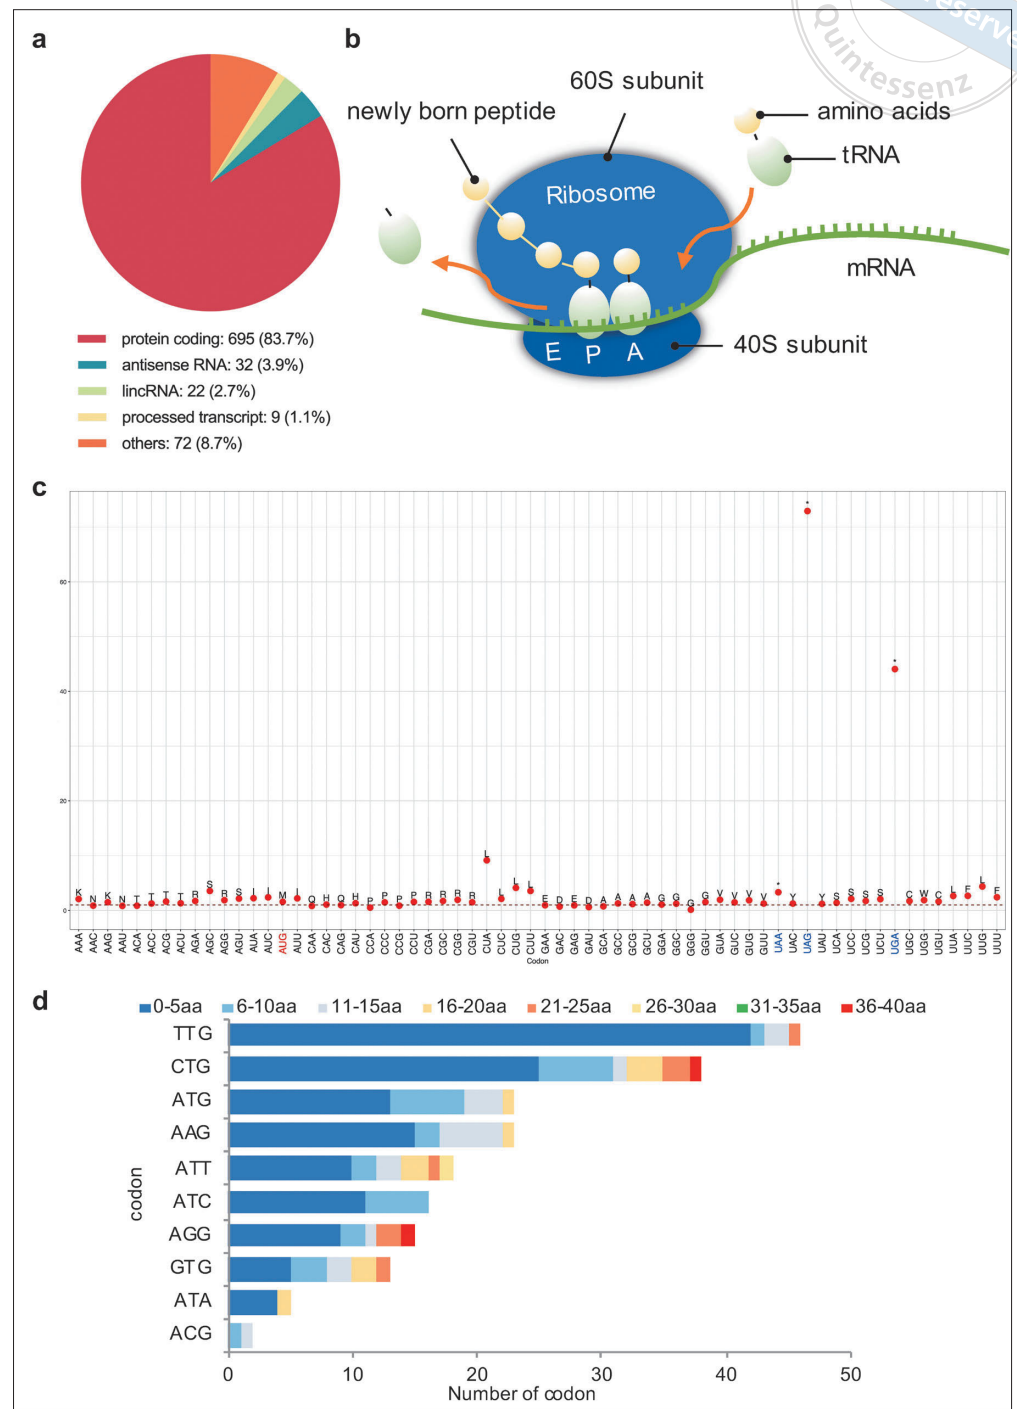 reserve
Quintessenz
a
protein coding: 695 (83.7%)
antisense RNA: 32 (3.9%)
lincRNA: 22 (2.7%)
processed transcript: 9 (1.1%)
others: 72 (8.7%)
b
60S subunit
newly born peptide
amino acids
tRNA
Ribosome
mRNA
E P A
40S subunit
c
60
40
20
0
* *
K N K N T T T T R S R S I I M I Q H Q H P P P P R R R R L L L L E D E D A A A A G G G G V V V V * Y Y S S S S C W C L F L F
AAA AAC AAG AAU ACA ACC ACG ACU AGA AGC AGG AGU AUA AUC AUG AUU CAA CAC CAG CAU CCA CCC CCG CCU CGA CGC CGG CGU CUA CUC CUG CUU GAA GAC GAG GAU GCA GCC GCG GCU GGA GGC GGG GGU GUA GUC GUG GUU UAA UAC UAG UAU UCA UCC UCG UCU UGA UGC UGG UGU UUA UUC UUG UUU
Codon
d
0-5aa 6-10aa 11-15aa 16-20aa 21-25aa 26-30aa 31-35aa 36-40aa
TTG
CTG
ATG
AAG
ATT
ATC
AGG
GTG
ATA
ACG
codon
0 10 20 30 40 50
Number of codon